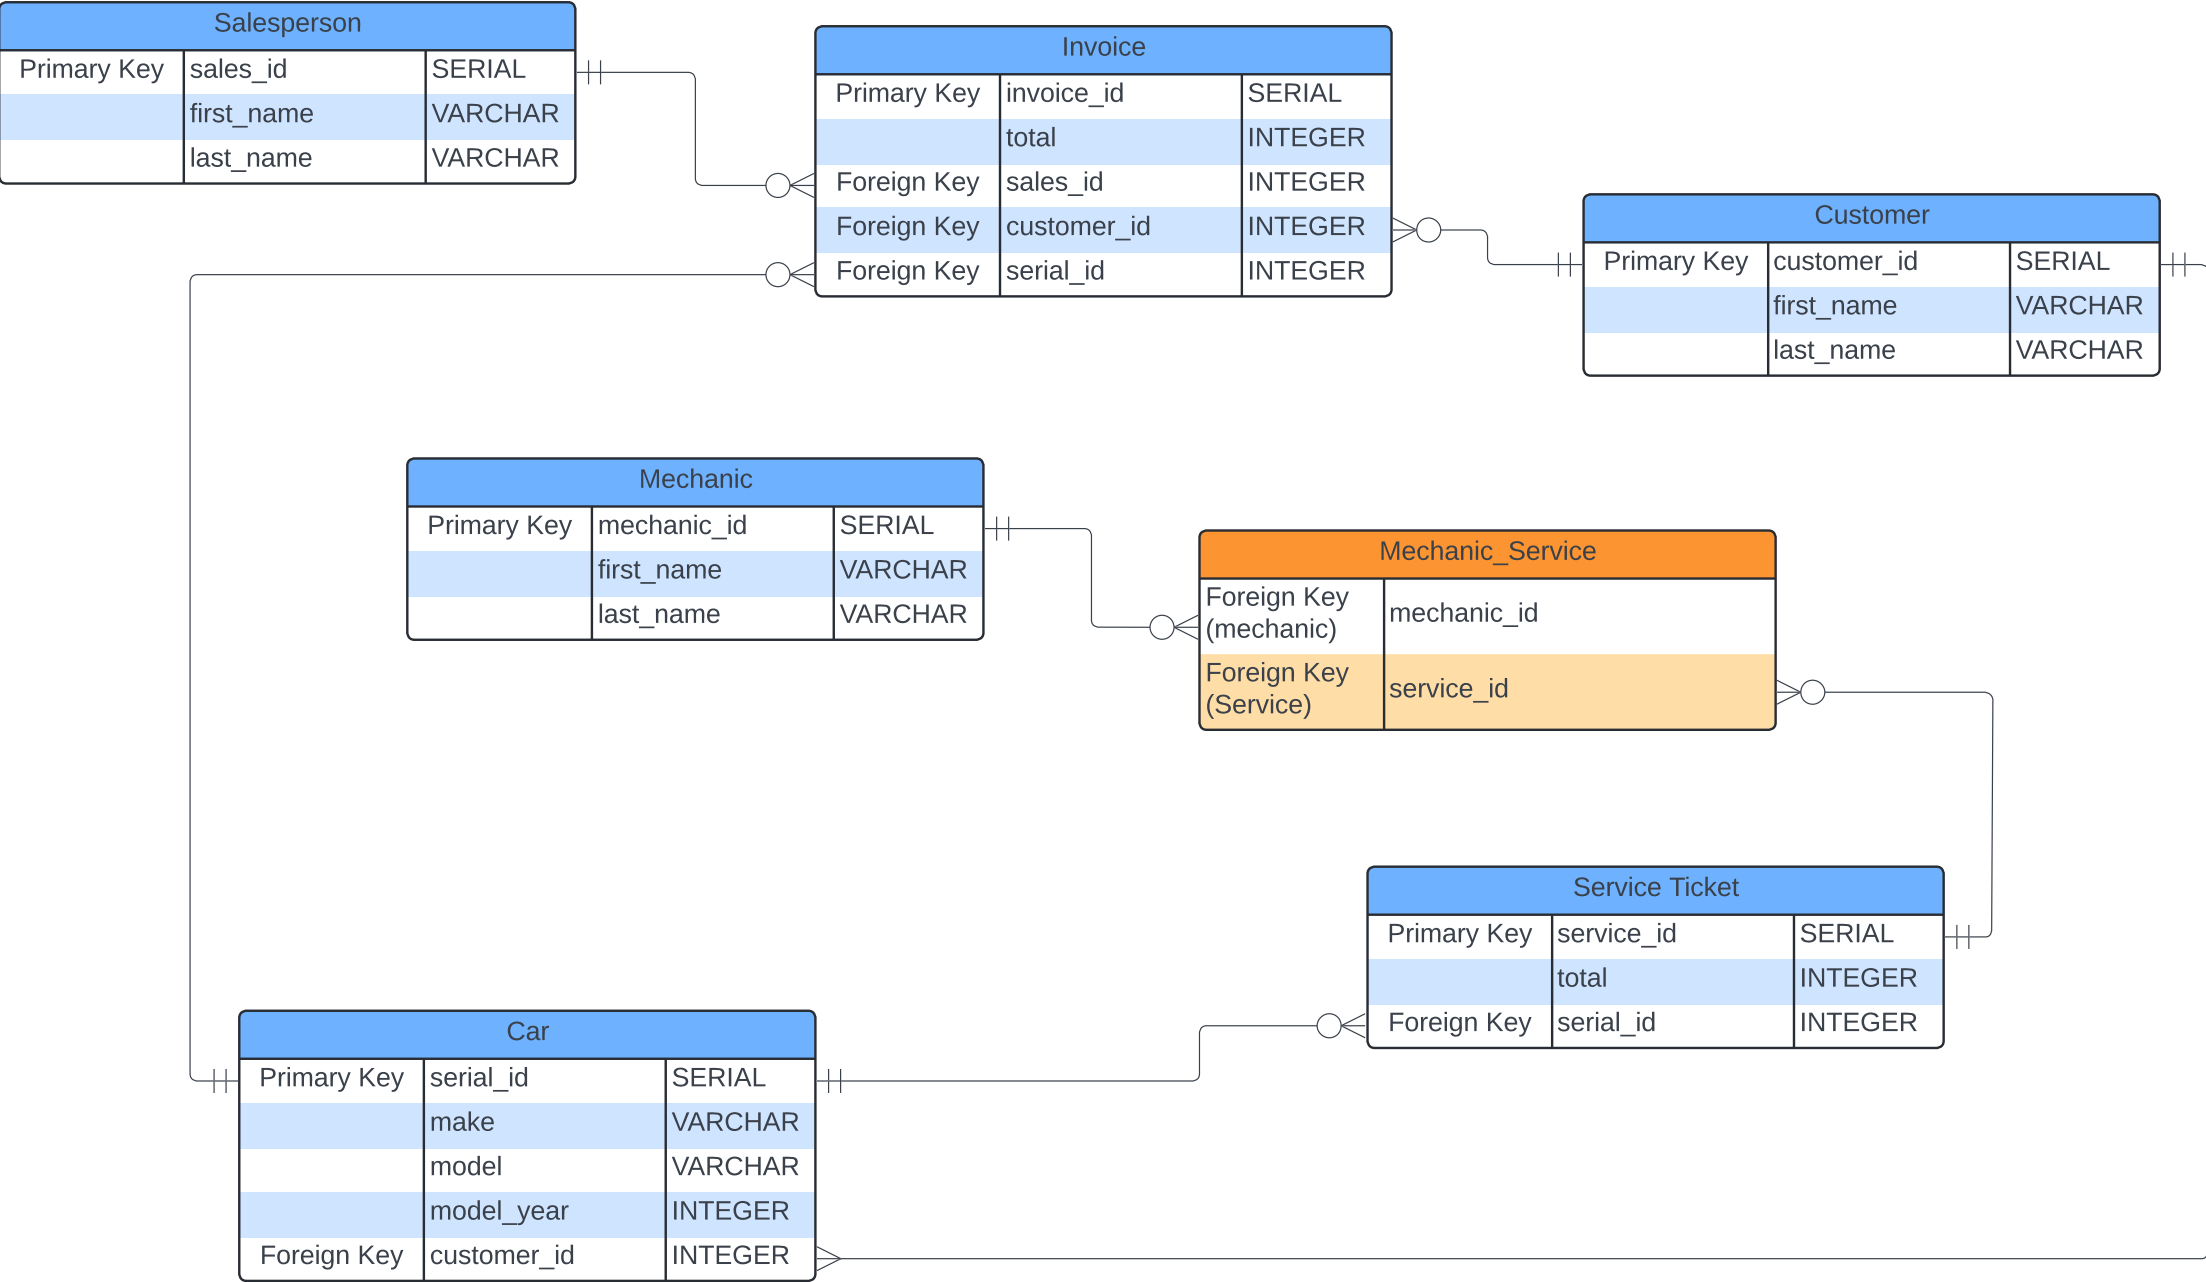 Salesperson
Primary Key sales_id SERIAL
first_name VARCHAR
last_name VARCHAR
Invoice
Primary Key invoice_id SERIAL
total INTEGER
Foreign Key sales_id INTEGER
Foreign Key customer_id INTEGER
Foreign Key serial_id INTEGER
Customer
Primary Key customer_id SERIAL
first_name VARCHAR
last_name VARCHAR
Mechanic
Primary Key mechanic_id SERIAL
first_name VARCHAR
last_name VARCHAR
Mechanic_Service
Foreign Key
(mechanic)
mechanic_id
Foreign Key
(Service)
service_id
Service Ticket
Primary Key service_id SERIAL
total INTEGER
Foreign Key serial_id INTEGER
Car
Primary Key serial_id SERIAL
make VARCHAR
model VARCHAR
model_year INTEGER
Foreign Key customer_id INTEGER